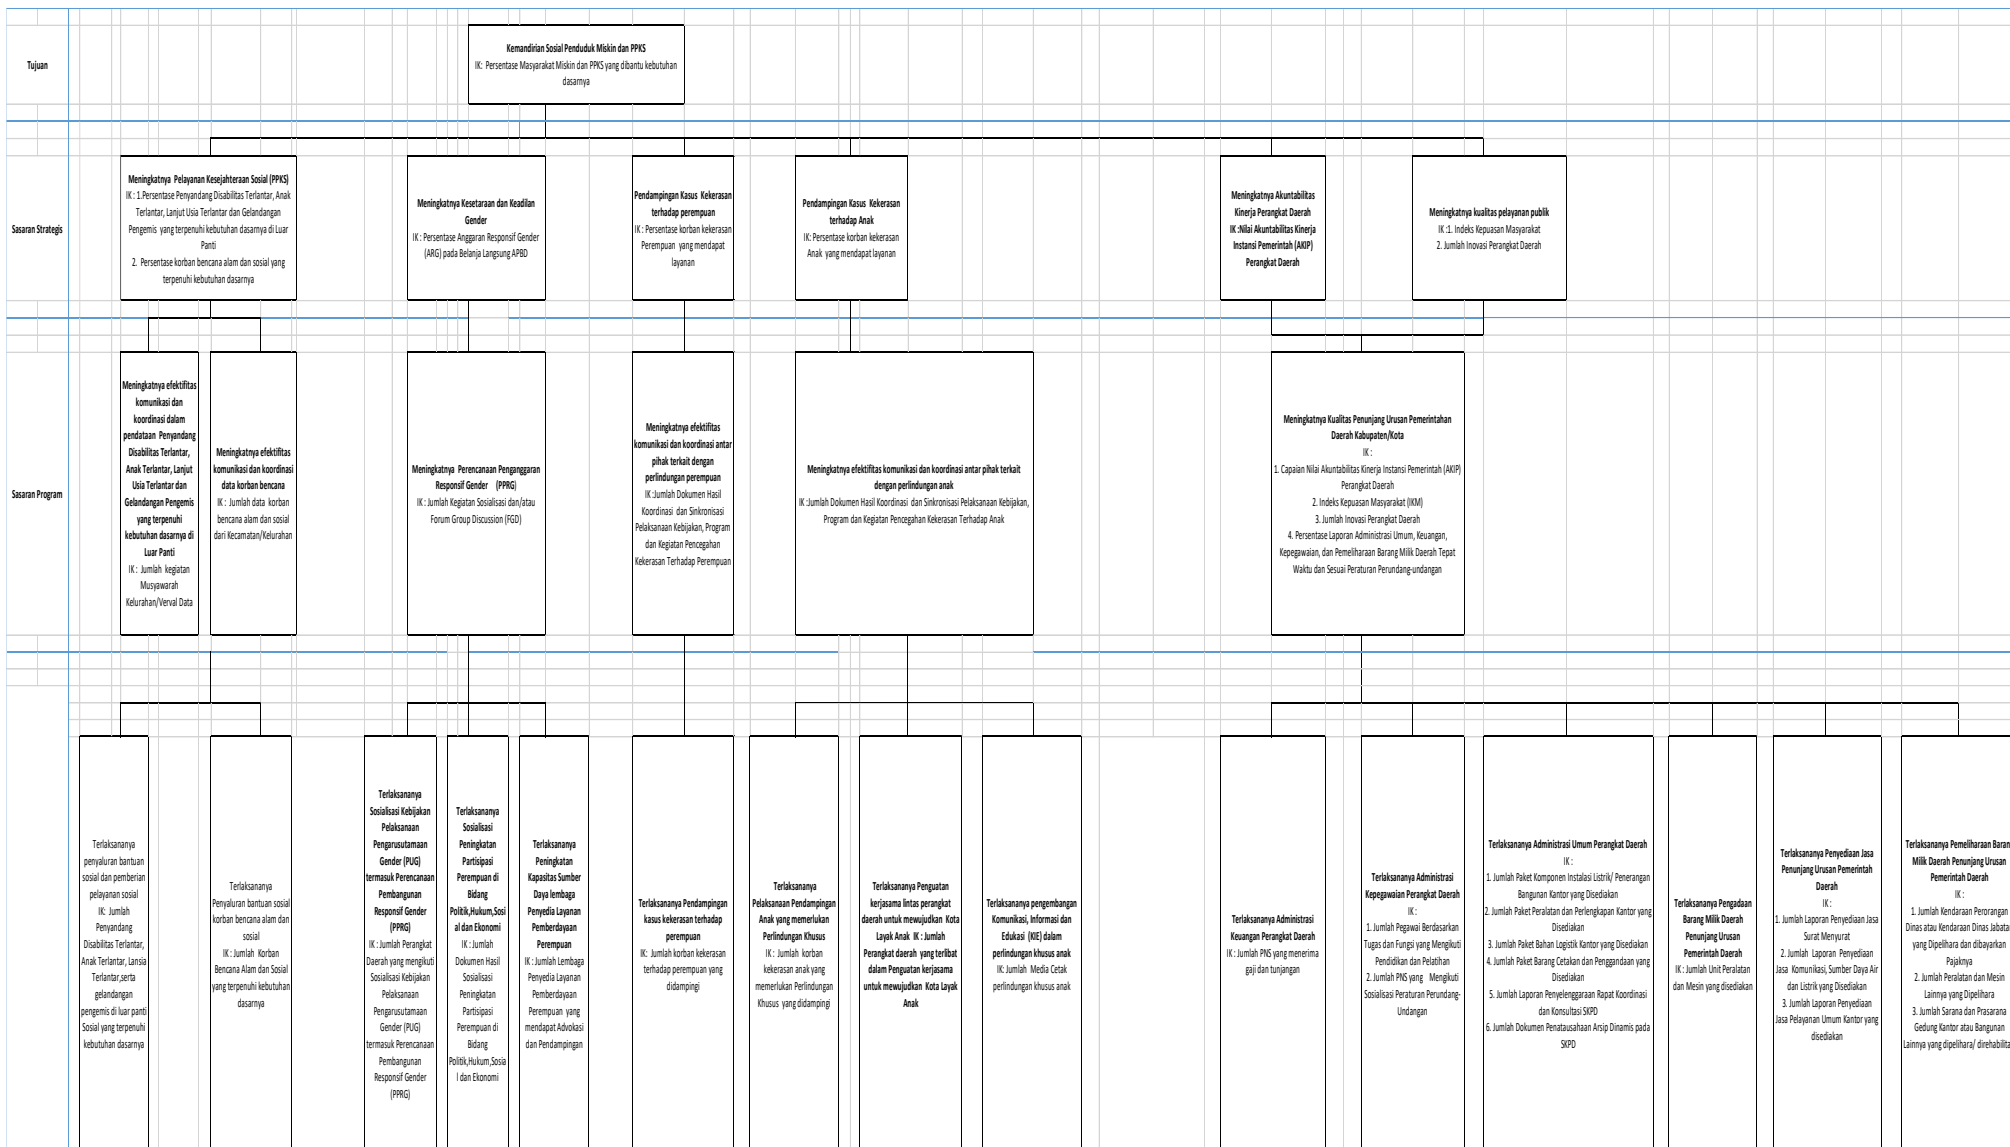 Tujuan
Kemandirian Sosial Penduduk Miskin dan PPKS
IK: Persentase Masyarakat Miskin dan PPKS yang dibantu kebutuhan
dasarnya
Sasaran Strategis
Meningkatnya Pelayanan Kesejahteraan Sosial (PPKS)
IK : 1.Persentase Penyandang Disabilitas Terlantar, Anak
Terlantar, Lanjut Usia Terlantar dan Gelandangan
Pengemis yang terpenuhi kebutuhan dasarnya di Luar
Panti
2. Persentase korban bencana alam dan sosial yang
terpenuhi kebutuhan dasarnya
Meningkatnya Kesetaraan dan Keadilan
Gender
IK : Persentase Anggaran Responsif Gender
(ARG) pada Belanja Langsung APBD
Pendampingan Kasus Kekerasan
terhadap perempuan
IK : Persentase korban kekerasan
Perempuan yang mendapat
layanan
Pendampingan Kasus Kekerasan
terhadap Anak
IK: Persentase korban kekerasan
Anak yang mendapat layanan
Meningkatnya Akuntabilitas
Kinerja Perangkat Daerah
IK :Nilai Akuntabilitas Kinerja
Instansi Pemerintah (AKIP)
Perangkat Daerah
Meningkatnya kualitas pelayanan publik
IK :1. Indeks Kepuasan Masyarakat
2. Jumlah Inovasi Perangkat Daerah
Sasaran Program
Meningkatnya efektifitas
komunikasi dan
koordinasi dalam
pendataan Penyandang
Disabilitas Terlantar,
Anak Terlantar, Lanjut
Usia Terlantar dan
Gelandangan Pengemis
yang terpenuhi
kebutuhan dasarnya di
Luar Panti
IK : Jumlah kegiatan
Musyawarah
Kelurahan/Verval Data
Meningkatnya efektifitas
komunikasi dan koordinasi
data korban bencana
IK : Jumlah data korban
bencana alam dan sosial
dari Kecamatan/Kelurahan
Meningkatnya Perencanaan Penganggaran
Responsif Gender (PPRG)
IK : Jumlah Kegiatan Sosialisasi dan/atau
Forum Group Discussion (FGD)
Meningkatnya efektifitas
komunikasi dan koordinasi antar
pihak terkait dengan
perlindungan perempuan
IK :Jumlah Dokumen Hasil
Koordinasi dan Sinkronisasi
Pelaksanaan Kebijakan, Program
dan Kegiatan Pencegahan
Kekerasan Terhadap Perempuan
Meningkatnya efektifitas komunikasi dan koordinasi antar pihak terkait
dengan perlindungan anak
IK :Jumlah Dokumen Hasil Koordinasi dan Sinkronisasi Pelaksanaan Kebijakan,
Program dan Kegiatan Pencegahan Kekerasan Terhadap Anak
Meningkatnya Kualitas Penunjang Urusan Pemerintahan
Daerah Kabupaten/Kota
IK :
1. Capaian Nilai Akuntabilitas Kinerja Instansi Pemerintah (AKIP)
Perangkat Daerah
2. Indeks Kepuasan Masyarakat (IKM)
3. Jumlah Inovasi Perangkat Daerah
4. Persentase Laporan Administrasi Umum, Keuangan,
Kepegawaian, dan Pemeliharaan Barang Milik Daerah Tepat
Waktu dan Sesuai Peraturan Perundang-undangan
Terlaksananya
penyaluran bantuan
sosial dan pemberian
pelayanan sosial
IK: Jumlah
Penyandang
Disabilitas Terlantar,
Anak Terlantar, Lansia
Terlantar,serta
gelandangan
pengemis di luar panti
Sosial yang terpenuhi
kebutuhan dasarnya
Terlaksananya
Penyaluran bantuan sosial
korban bencana alam dan
sosial
IK : Jumlah Korban
Bencana Alam dan Sosial
yang terpenuhi kebutuhan
dasarnya
Terlaksananya
Sosialisasi Kebijakan
Pelaksanaan
Pengarusutamaan
Gender (PUG)
termasuk Perencanaan
Pembangunan
Responsif Gender
(PPRG)
IK : Jumlah Perangkat
Daerah yang mengikuti
Sosialisasi Kebijakan
Pelaksanaan
Pengarusutamaan
Gender (PUG)
termasuk Perencanaan
Pembangunan
Responsif Gender
(PPRG)
Terlaksananya
Sosialisasi
Peningkatan
Partisipasi
Perempuan di
Bidang
Politik,Hukum,Sosi
al dan Ekonomi
IK : Jumlah
Dokumen Hasil
Sosialisasi
Peningkatan
Partisipasi
Perempuan di
Bidang
Politik,Hukum,Sosia
l dan Ekonomi
Terlaksananya
Peningkatan
Kapasitas Sumber
Daya lembaga
Penyedia Layanan
Pemberdayaan
Perempuan
IK : Jumlah Lembaga
Penyedia Layanan
Pemberdayaan
Perempuan yang
mendapat Advokasi
dan Pendampingan
Terlaksananya Pendampingan
kasus kekerasan terhadap
perempuan
IK: Jumlah korban kekerasan
terhadap perempuan yang
didampingi
Terlaksananya
Pelaksanaan Pendampingan
Anak yang memerlukan
Perlindungan Khusus
IK : Jumlah korban
kekerasan anak yang
memerlukan Perlindungan
Khusus yang didampingi
Terlaksananya Penguatan
kerjasama lintas perangkat
daerah untuk mewujudkan Kota
Layak Anak IK : Jumlah
Perangkat daerah yang terlibat
dalam Penguatan kerjasama
untuk mewujudkan Kota Layak
Anak
Terlaksananya pengembangan
Komunikasi, Informasi dan
Edukasi (KIE) dalam
perlindungan khusus anak
IK: Jumlah Media Cetak
perlindungan khusus anak
Terlaksananya Administrasi
Keuangan Perangkat Daerah
IK : Jumlah PNS yang menerima
gaji dan tunjangan
Terlaksananya Administrasi
Kepegawaian Perangkat Daerah
IK :
1. Jumlah Pegawai Berdasarkan
Tugas dan Fungsi yang Mengikuti
Pendidikan dan Pelatihan
2. Jumlah PNS yang Mengikuti
Sosialisasi Peraturan Perundang-
Undangan
Terlaksananya Administrasi Umum Perangkat Daerah
IK :
1. Jumlah Paket Komponen Instalasi Listrik/ Penerangan
Bangunan Kantor yang Disediakan
2. Jumlah Paket Peralatan dan Perlengkapan Kantor yang
Disediakan
3. Jumlah Paket Bahan Logistik Kantor yang Disediakan
4. Jumlah Paket Barang Cetakan dan Penggandaan yang
Disediakan
5. Jumlah Laporan Penyelenggaraan Rapat Koordinasi
dan Konsultasi SKPD
6. Jumlah Dokumen Penatausahaan Arsip Dinamis pada
SKPD
Terlaksananya Pengadaan
Barang Milik Daerah
Penunjang Urusan
Pemerintah Daerah
IK : Jumlah Unit Peralatan
dan Mesin yang disediakan
Terlaksananya Penyediaan Jasa
Penunjang Urusan Pemerintah
Daerah
IK :
1. Jumlah Laporan Penyediaan Jasa
Surat Menyurat
2. Jumlah Laporan Penyediaan
Jasa Komunikasi, Sumber Daya Air
dan Listrik yang Disediakan
3. Jumlah Laporan Penyediaan
Jasa Pelayanan Umum Kantor yang
disediakan
Terlaksananya Pemeliharaan Baran
Milik Daerah Penunjang Urusan
Pemerintah Daerah
IK :
1. Jumlah Kendaraan Perorangan
Dinas atau Kendaraan Dinas Jabatan
yang Dipelihara dan dibayarkan
Pajaknya
2. Jumlah Peralatan dan Mesin
Lainnya yang Dipelihara
3. Jumlah Sarana dan Prasarana
Gedung Kantor atau Bangunan
Lainnya yang dipelihara/ direhabilita